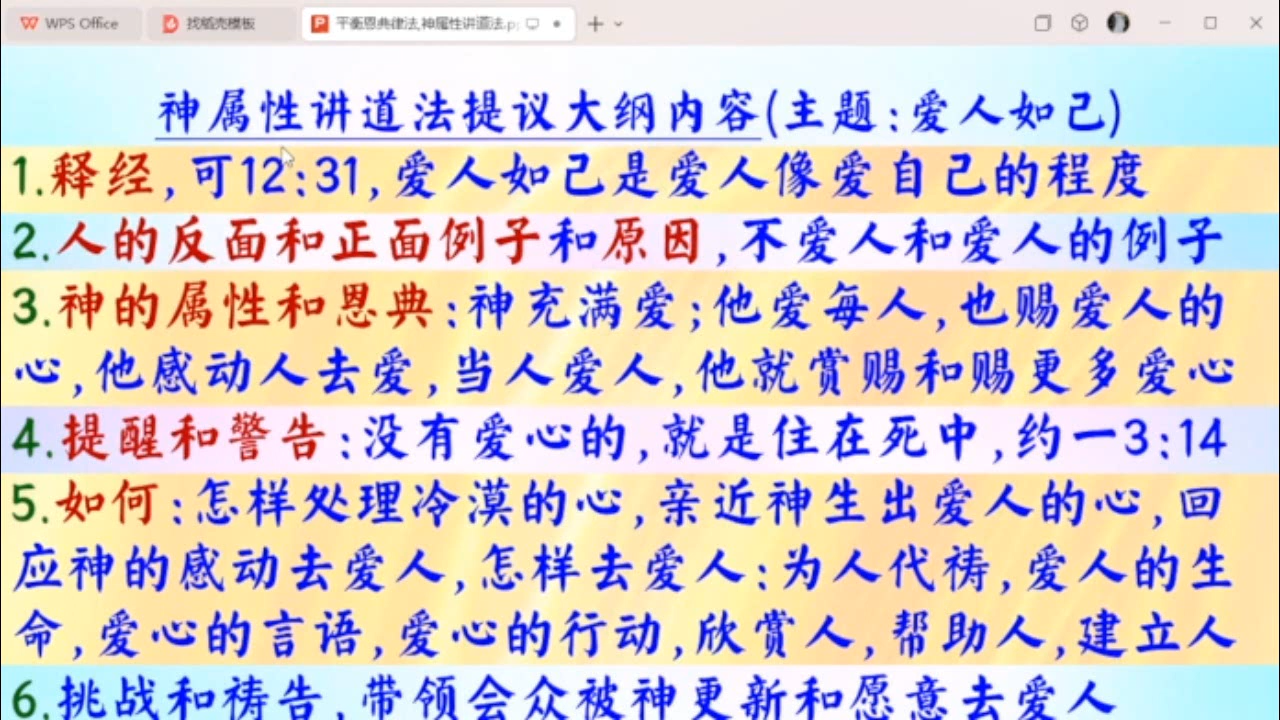 WPS Office 找稻壳模板 平衡恩典律法,神属性讲道法.p
神属性讲道法提议大纲内容(主题:爱人如己)
1.释经,可12:31,爱人如己是爱人像爱自己的程度
2.人的反面和正面例子和原因,不爱人和爱人的例子
3.神的属性和恩典:神充满爱;他爱每人,也赐爱人的
心,他感动人去爱,当人爱人,他就赏赐和赐更多爱心
4.提醒和警告:没有爱心的,就是住在死中,约一3:14
5.如何:怎样处理冷漠的心,亲近神生出爱人的心,回
应神的感动去爱人,怎样去爱人:为人代祷,爱人的生
命,爱心的言语,爱心的行动,欣赏人,帮助人,建立人
6.挑战和祷告,带领会众被神更新和愿意去爱人